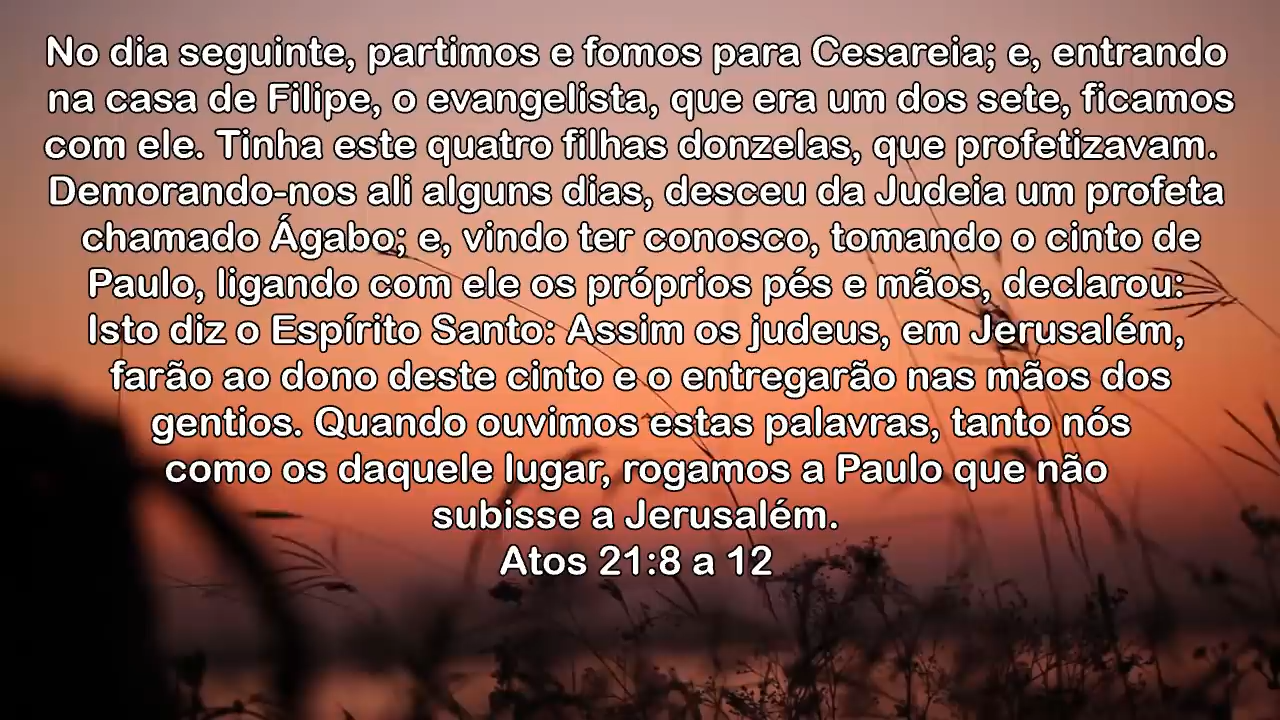 No dia seguinte, partimos e fomos para Cesareia; e, entrando
na casa de Filipe, o evangelista, que era um dos sete, ficamos
com ele. Tinha este quatro filhas donzelas, que profetizavam.
Demorando-nos ali alguns dias, desceu da Judeia um profeta
chamado Ágabo; e, vindo ter conosco, tomando o cinto de
Paulo, ligando com ele os próprios pés e mãos, declarou:
Isto diz o Espírito Santo: Assim os judeus, em Jerusalém,
farão ao dono deste cinto e o entregarão nas mãos dos
gentios. Quando ouvimos estas palavras, tanto nós
como os daquele lugar, rogamos a Paulo que não
subisse a Jerusalém.
Atos 21:8 a 12